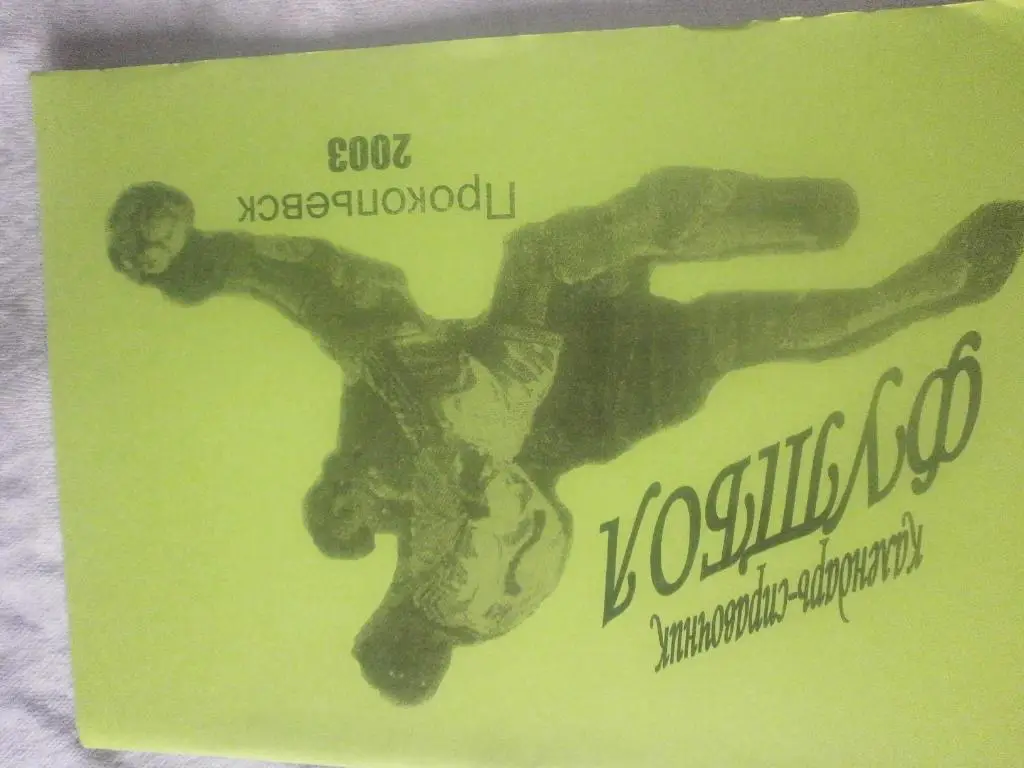 календарь-справочник
ФУТБОЛ
Прокопьевск
2003